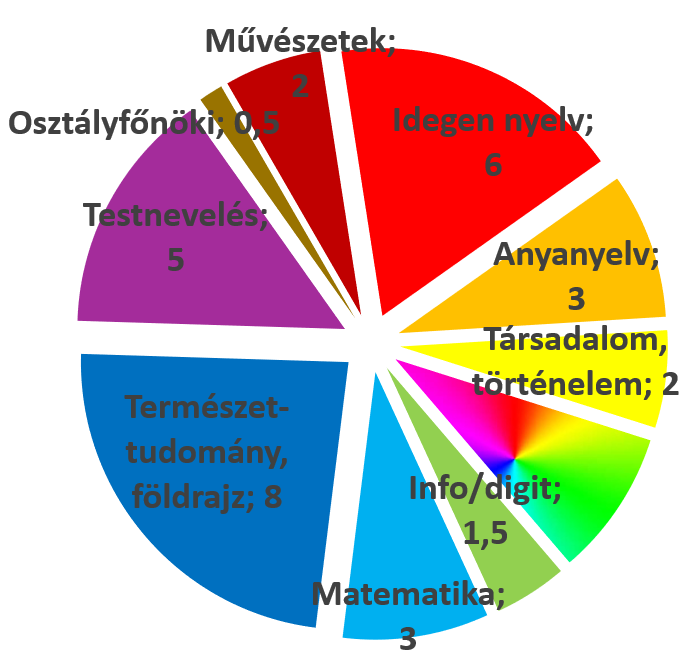 Művészetek;
2
Idegen nyelv;
6
Anyanyelv;
3
Társadalom,
történelem; 2
Info/digit;
1,5
Matematika;
3
Természet-
tudomány,
földrajz; 8
Testnevelés;
5
Osztályfőnöki; 0,5